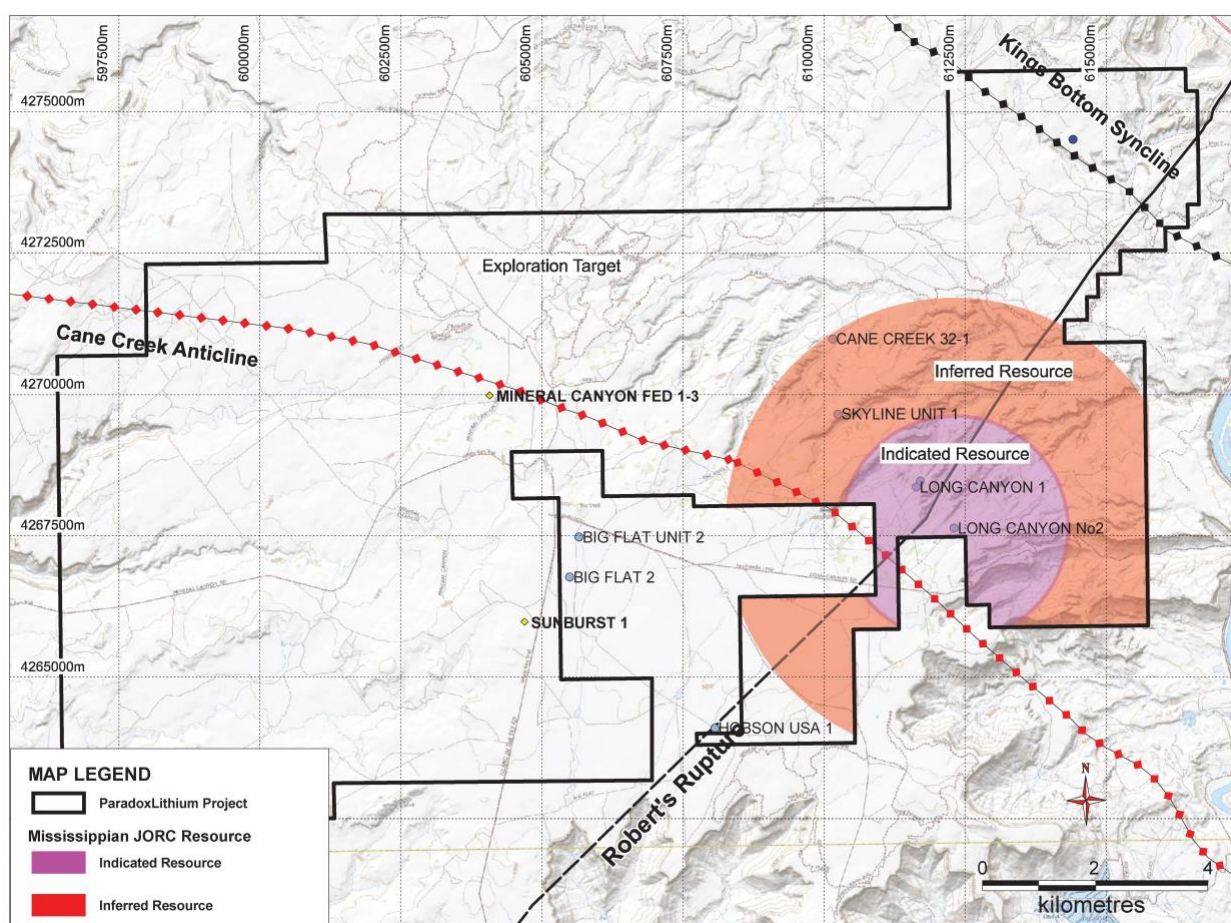 597500m
600000m
602500m
605000m
607500m
610000m
612500m
615000m
Kings Bottom Syncline
4275000m
4272500m
Exploration Target
Cane Creek Anticline
CANE CREEK 32-1
Inferred Resource
4270000m
MINERAL CANYON FED 1-3
SKYLINE UNIT 1
Indicated Resource
LONG CANYON 1
4267500m
BIG FLAT UNIT 2
LONG CANYON No2
BIG FLAT 2
SUNBURST 1
4265000m
HOBSON USA 1
Robert's Rupture
MAP LEGEND
ParadoxLithium Project
Mississippian JORC Resource
Indicated Resource
Inferred Resource
N
0 2 4
kilometres